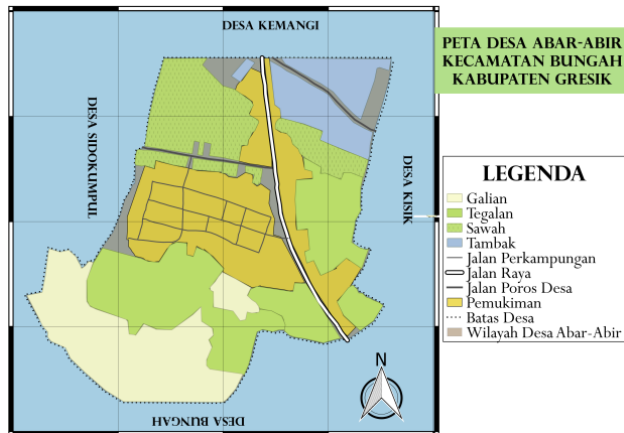 DESA KEMANGI
PETA DESA ABAR-ABIR
KECAMATAN BUNGAH
KABUPATEN GRESIK
DESA SIDOKUMPUL
DESA KISIK
LEGENDA
Galian
Tegalan
Sawah
Tambak
Jalan Perkampungan
Jalan Raya
Jalan Poros Desa
Pemukiman
Batas Desa
Wilayah Desa Abar-Abir
N
DESA BUNGAH